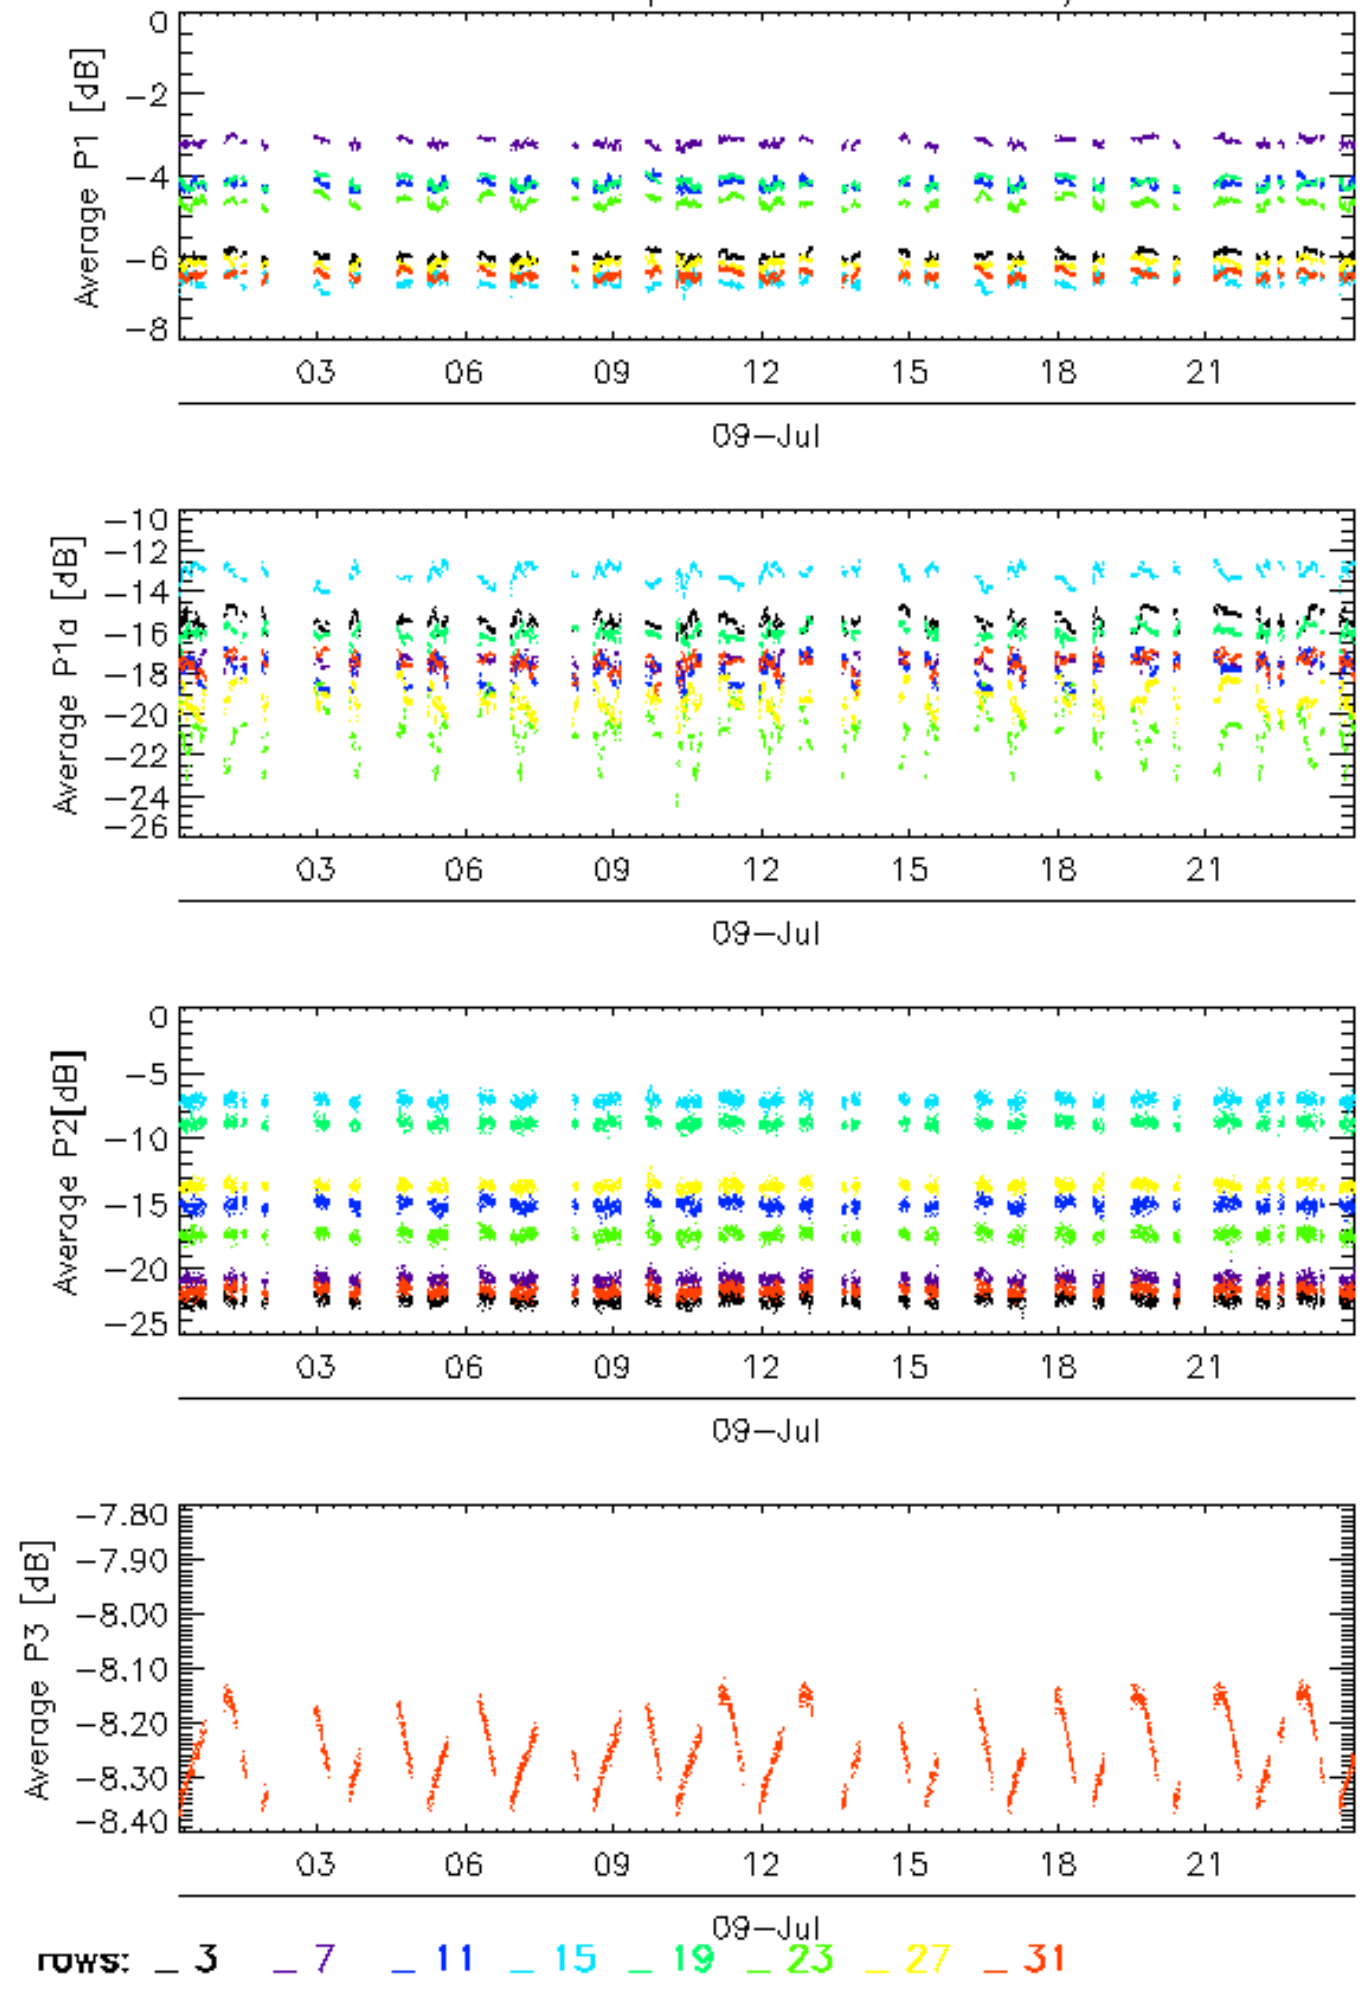 0
-2
-4
-6
-8
Average P1 [dB]
03 06 09 12 15 18 21
09-Jul
-10
-12
-14
-16
-18
-20
-22
-24
-26
Average P1a [dB]
03 06 09 12 15 18 21
09-Jul
0
-5
-10
-15
-20
-25
Average P2[dB]
03 06 09 12 15 18 21
09-Jul
-7.80
-7.90
-8.00
-8.10
-8.20
-8.30
-8.40
Average P3 [dB]
03 06 09 12 15 18 21
09-Jul
rows: _ 3 _ 7 _ 11 _ 15 _ 19 _ 23 _ 27 _ 31